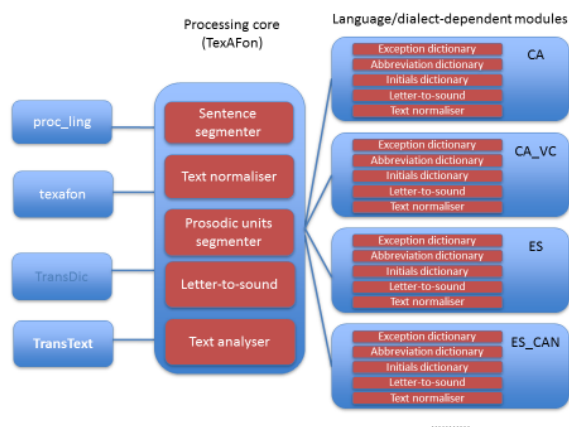 Processing core
(TexAFon)
Language/dialect-dependent modules
proc_ling
texafon
TransDic
TransText
Sentence
segmenter
Text normaliser
Prosodic units
segmenter
Letter-to-sound
Text analyser
CA
Exception dictionary
Abbreviation dictionary
Initials dictionary
Letter-to-sound
Text normaliser
CA_VC
Exception dictionary
Abbreviation dictionary
Initials dictionary
Letter-to-sound
Text normaliser
ES
Exception dictionary
Abbreviation dictionary
Initials dictionary
Letter-to-sound
Text normaliser
ES_CAN
Exception dictionary
Abbreviation dictionary
Initials dictionary
Letter-to-sound
Text normaliser